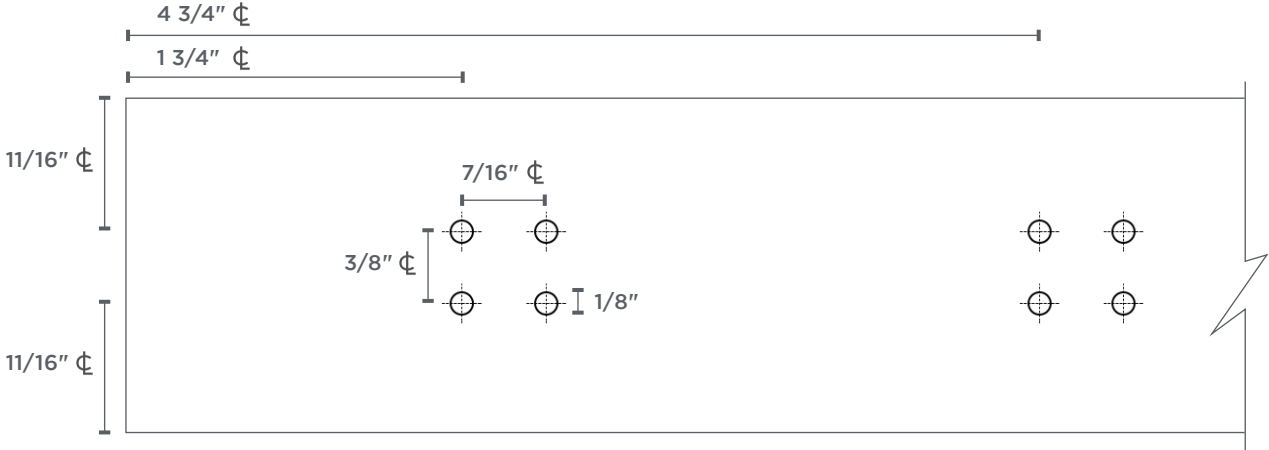 4 3/4" ℄
1 3/4" ℄
11/16" ℄
7/16" ℄
3/8" ℄
1/8"
11/16" ℄